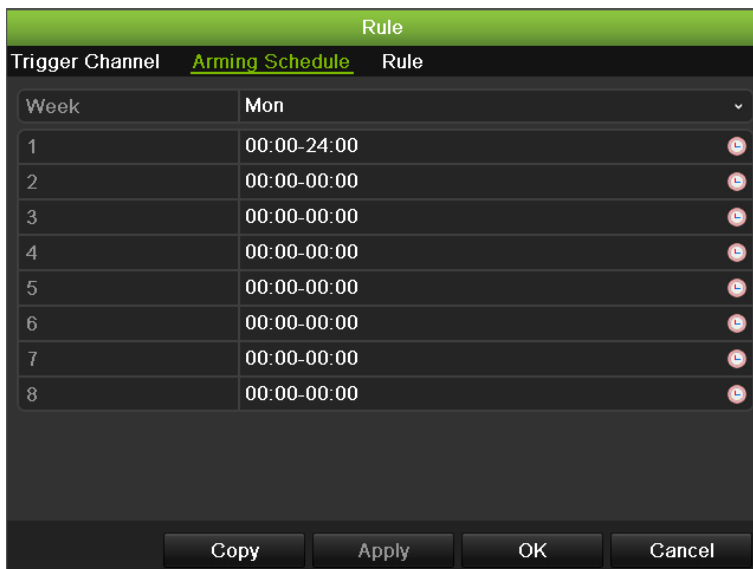 Rule
Trigger Channel Arming Schedule Rule
Week Mon
1 00:00-24:00
2 00:00-00:00
3 00:00-00:00
4 00:00-00:00
5 00:00-00:00
6 00:00-00:00
7 00:00-00:00
8 00:00-00:00
Copy Apply OK Cancel